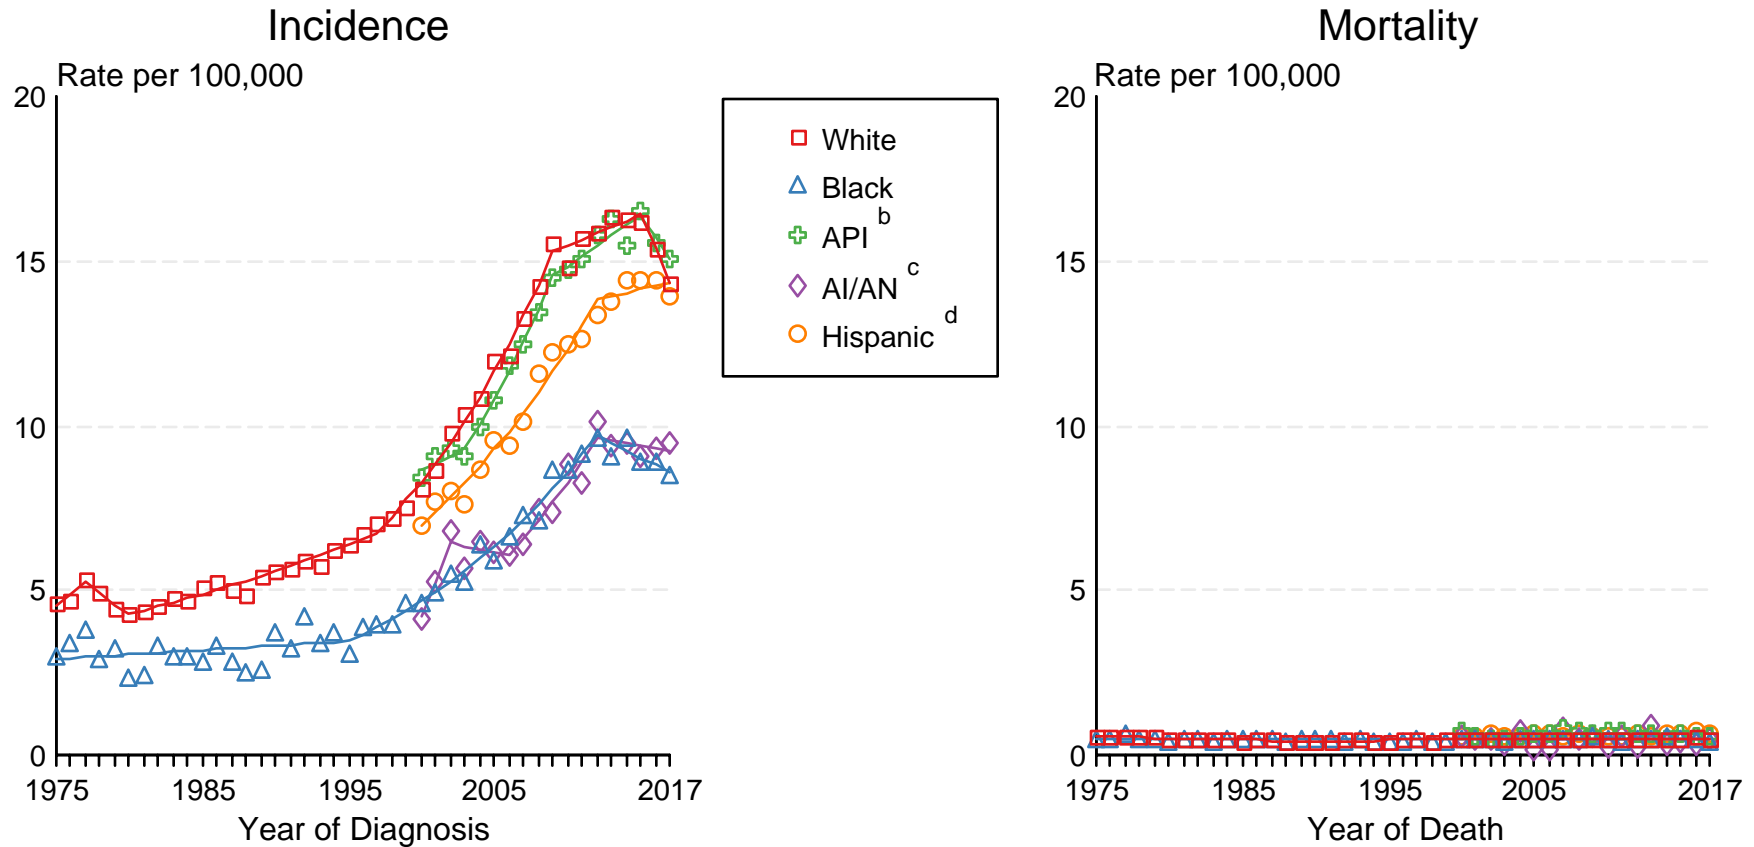 Incidence
Rate per 100,000
20
15
10
5
0
1975 1985 1995 2005 2017
Year of Diagnosis
White
Black
API b
AI/AN c
Hispanic d
Mortality
Rate per 100,000
20
15
10
5
0
1975 1985 1995 2005 2017
Year of Death